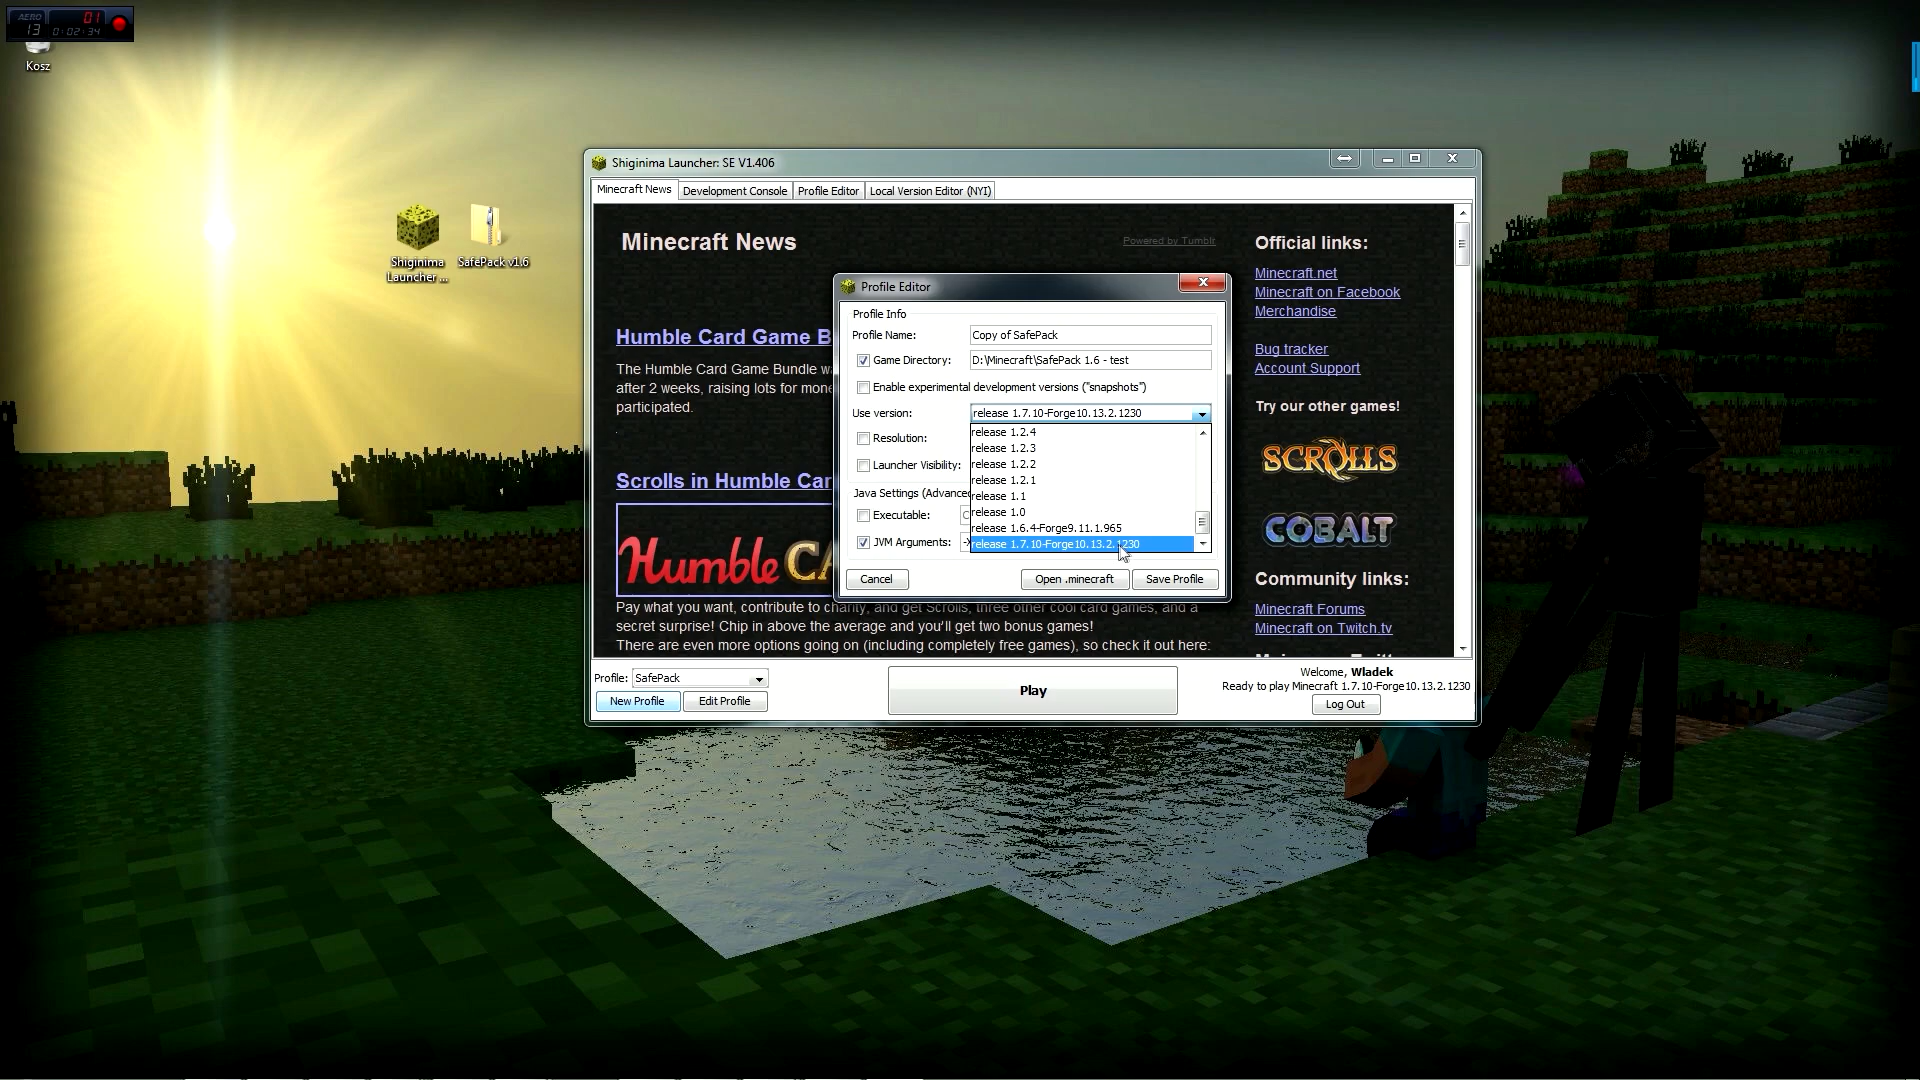 AERO
01
13
0:02:34
Kosz
Shiginima Launcher ...
SafePack v1.6
Shiginima Launcher: SE V1.406
Minecraft News
Development Console
Profile Editor
Local Version Editor (NYI)
Minecraft News
Powered by Tumblr
Humble Card Game B
The Humble Card Game Bundle
after 2 weeks, raising lots for
participated.
Scrolls in Humble Car
Humble
Pay what you want, contribute to charity, and get Scrolls, three other cool card games, and a
secret surprise! Chip in above the average and you'll get two bonus games!
There are even more options going on (including completely free games), so check it out here:
Official links:
Minecraft.net
Minecraft on Facebook
Merchandise
Bug tracker
Account Support
Try our other games!
SCROLLS
COBALT
Community links:
Minecraft Forums
Minecraft on Twitch.tv
Profile Editor
Profile Info
Profile Name:
Copy of SafePack
Game Directory:
D:\Minecraft\SafePack 1.6 - test
Enable experimental development versions ("snapshots")
Use version:
release 1.7.10-Forge10.13.2.1230
Resolution:
Launcher Visibility:
Java Settings (Advanced
Executable:
JVM Arguments:
release 1.2.4
release 1.2.3
release 1.2.2
release 1.2.1
release 1.1
release 1.0
release 1.6.4-Forge9.11.1.965
release 1.7.10-Forge10.13.2.1230
Cancel
Open .minecraft
Save Profile
Profile:
SafePack
New Profile
Edit Profile
Play
Welcome, Wladek
Ready to play Minecraft 1.7.10-Forge10.13.2.1230
Log Out